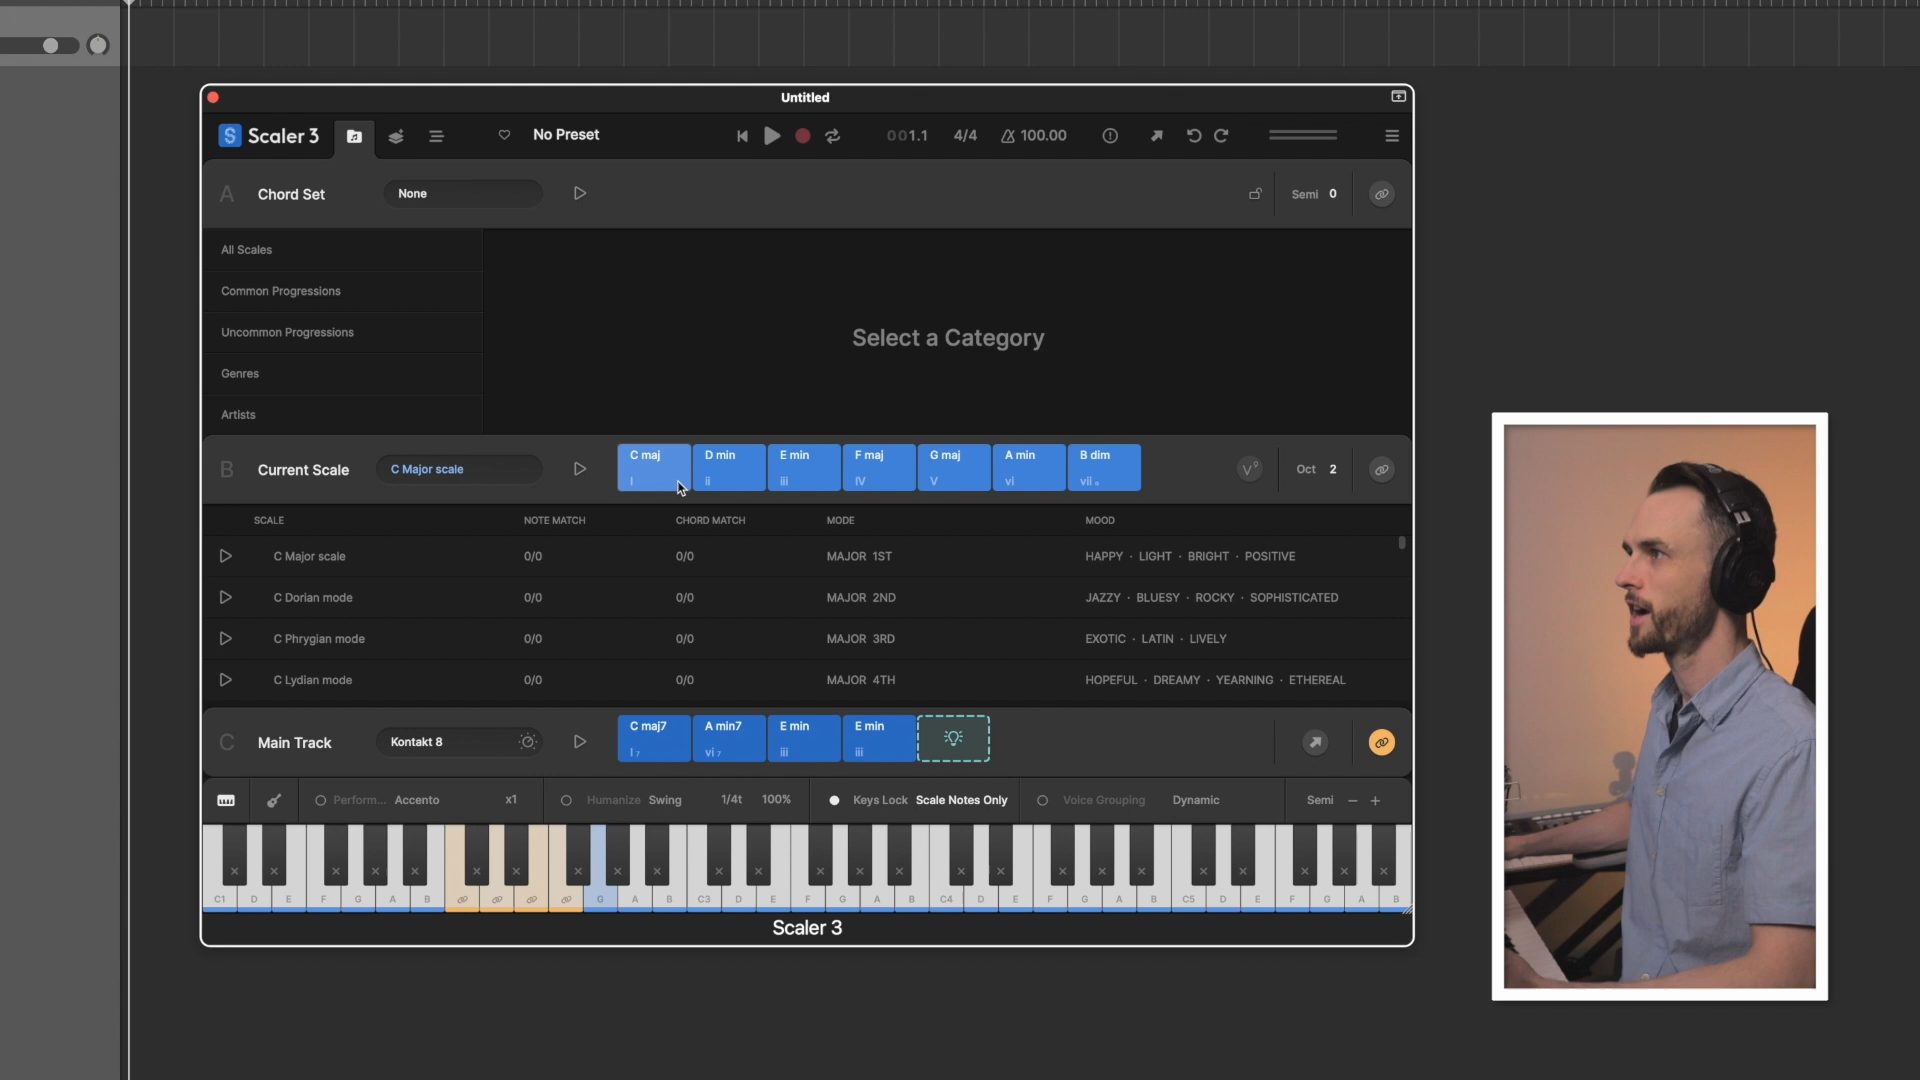 Untitled
Scaler 3
No Preset
001.1 4/4 100.00
A Chord Set None Semi 0
All Scales
Common Progressions
Uncommon Progressions
Genres
Artists
Select a Category
B Current Scale C Major scale
C maj D min E min F maj G maj A min B dim
I ii iii IV V vi vii o
V9 Oct 2
SCALE NOTE MATCH CHORD MATCH MODE MOOD
C Major scale 0/0 0/0 MAJOR 1ST HAPPY · LIGHT · BRIGHT · POSITIVE
C Dorian mode 0/0 0/0 MAJOR 2ND JAZZY · BLUESY · ROCKY · SOPHISTICATED
C Phrygian mode 0/0 0/0 MAJOR 3RD EXOTIC · LATIN · LIVELY
C Lydian mode 0/0 0/0 MAJOR 4TH HOPEFUL · DREAMY · YEARNING · ETHEREAL
C Main Track Kontakt 8
C maj7 A min7 E min E min
I 7 vi 7 iii iii
Perform... Accento x1 Humanize Swing 1/4t 100% Keys Lock Scale Notes Only Voice Grouping Dynamic Semi − +
C1 D E F G A B G A B C3 D E F G A B C4 D E F G A B C5 D E F G A B
Scaler 3